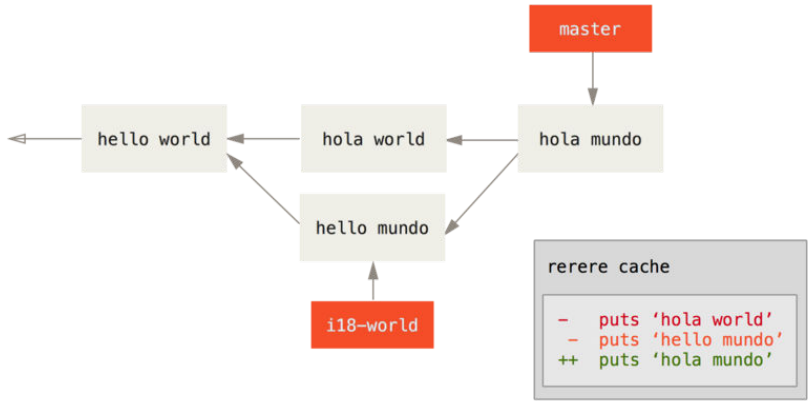 master
hello world
hola world
hola mundo
hello mundo
i18-world
rerere cache
-   puts ‘hola world’
 -  puts ‘hello mundo’
++  puts ‘hola mundo’